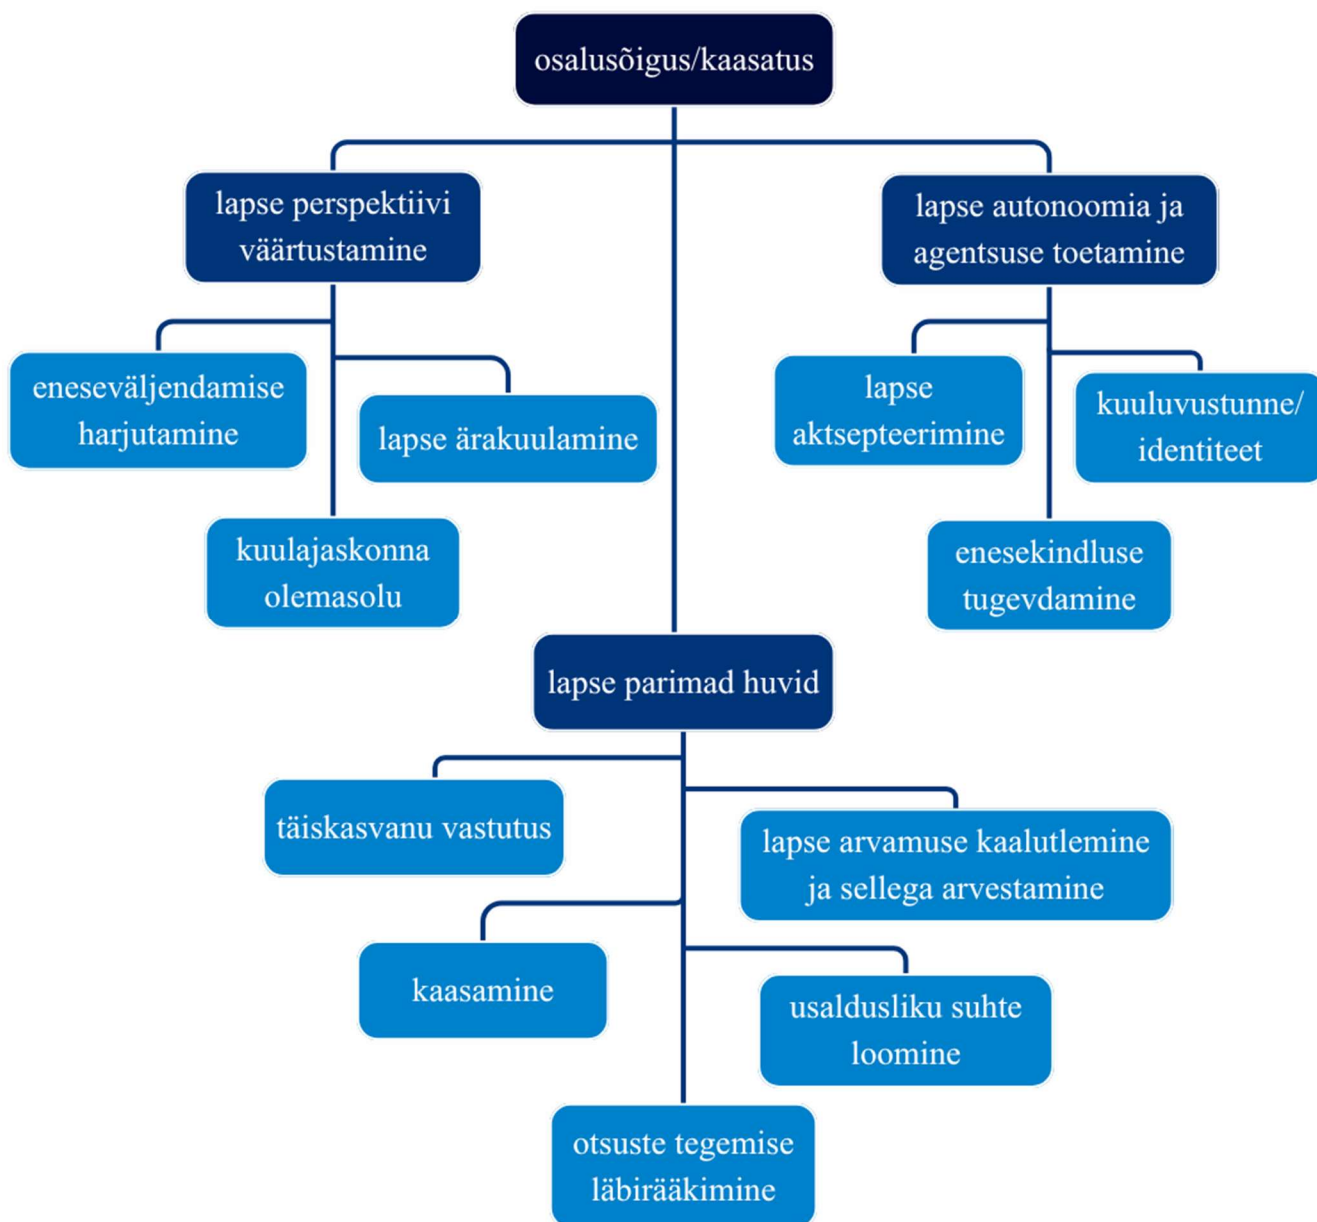 osalusõigus/kaasatus
lapse perspektiivi
väärtustamine
lapse autonoomia ja
agentsuse toetamine
eneseväljendamise
harjutamine
lapse ärakuulamine
kuulajaskonna
olemasolu
lapse
aktsepteerimine
kuuluvustunne/
identiteet
enesekindluse
tugevdamine
lapse parimad huvid
täiskasvanu vastutus
lapse arvamuse kaalutlemine
ja sellega arvestamine
kaasamine
usaldusliku suhte
loomine
otsuste tegemise
läbirääkimine